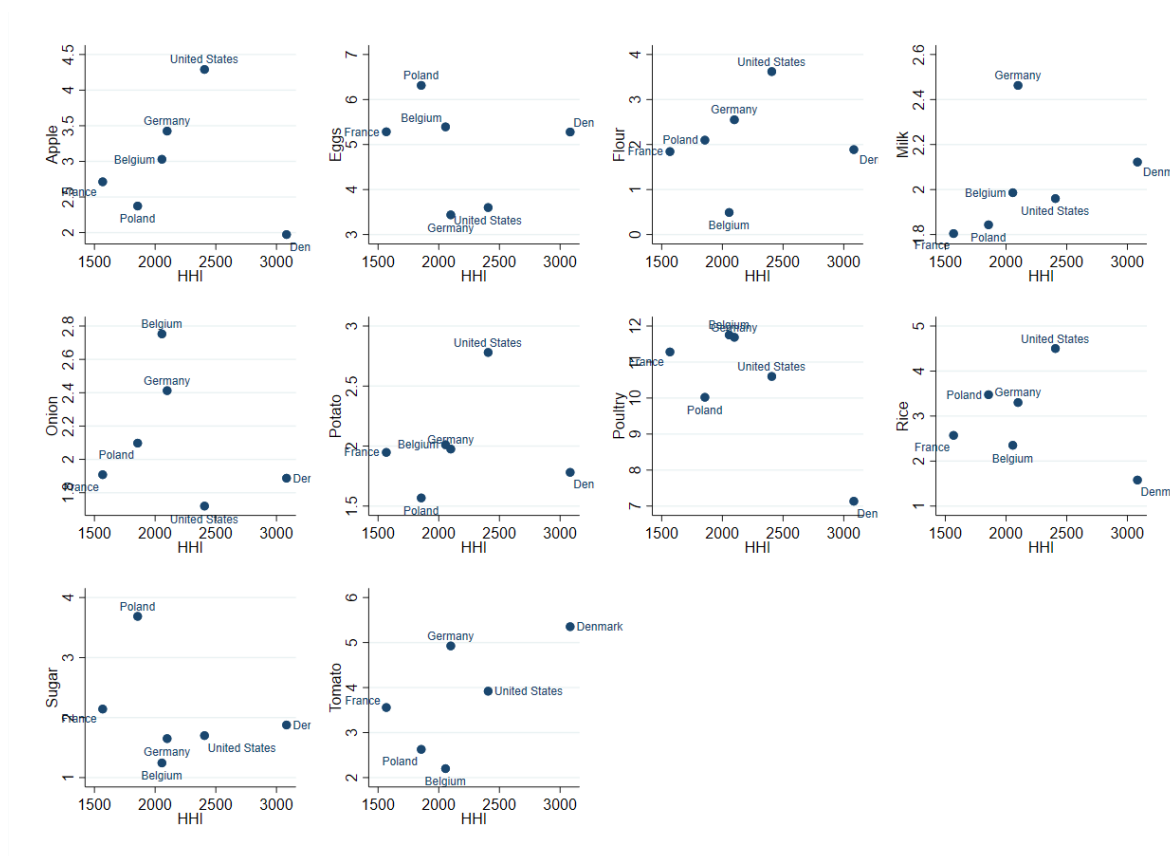 Apple
4.5
4
3.5
3
2.5
2
United States
Germany
Belgium
France
Poland
Den
1500 2000 2500 3000
HHI
Eggs
7
6
5
4
3
Poland
Belgium
France
Den
United States
Germany
1500 2000 2500 3000
HHI
Flour
4
3
2
1
0
United States
Germany
Poland
France
Der
Belgium
1500 2000 2500 3000
HHI
Milk
2.6
2.4
2.2
2
1.8
Germany
Denm
Belgium
United States
Poland
France
1500 2000 2500 3000
HHI
Onion
2.8
2.6
2.4
2.2
2
1.8
Belgium
Germany
Poland
France
Der
United States
1500 2000 2500 3000
HHI
Potato
3
2.5
2
1.5
United States
Germany
Belgium
France
Den
Poland
1500 2000 2500 3000
HHI
Poultry
12
11
10
9
8
7
Belgium
Germany
France
United States
Poland
Den
1500 2000 2500 3000
HHI
Rice
5
4
3
2
1
United States
Poland
Germany
France
Belgium
Denm
1500 2000 2500 3000
HHI
Sugar
4
3
2
1
Poland
France
Der
United States
Germany
Belgium
1500 2000 2500 3000
HHI
Tomato
6
5
4
3
2
Denmark
Germany
United States
France
Poland
Belgium
1500 2000 2500 3000
HHI